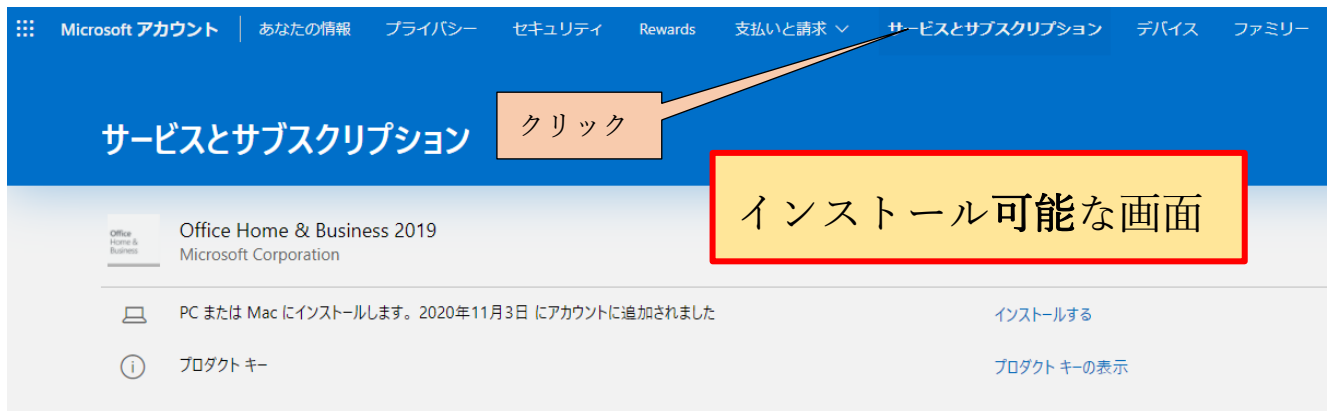 Microsoft アカウント あなたの情報 プライバシー セキュリティ Rewards 支払いと請求 サービスとサブスクリプション デバイス ファミリー
クリック
サービスとサブスクリプション
インストール可能な画面
Office
Home &
Business
Office Home & Business 2019
Microsoft Corporation
PC または Mac にインストールします。2020年11月3日 にアカウントに追加されました インストールする
プロダクト キー プロダクト キーの表示